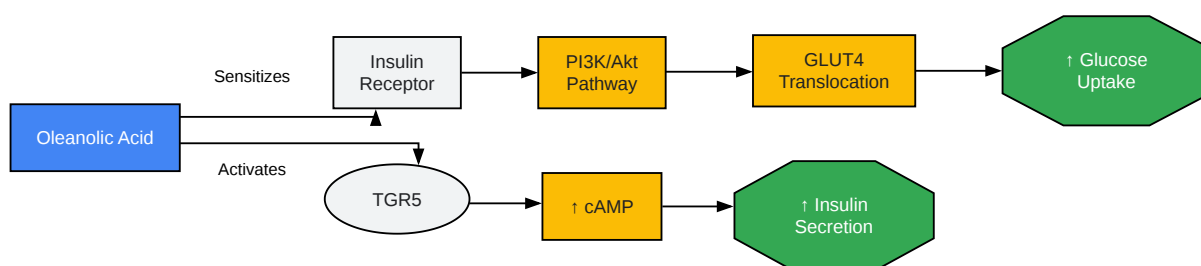 Sensitizes
Insulin
Receptor
PI3K/Akt
Pathway
GLUT4
Translocation
↑ Glucose
Uptake
Oleanolic Acid
Activates
TGR5
↑ cAMP
↑ Insulin
Secretion